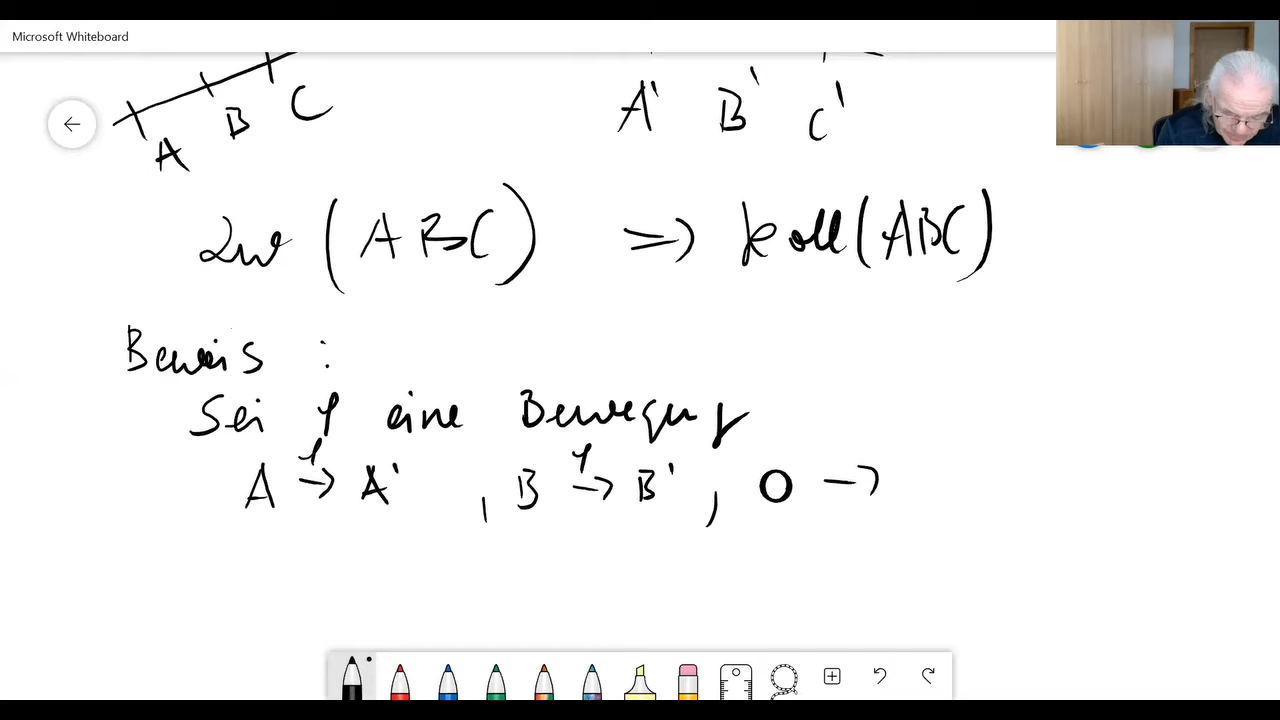 Microsoft Whiteboard
A B C
A' B' C'
Zw (ABC) => koll(ABC)
Beweis :
Sei φ eine Bewegung
A φ→ A' , B φ→ B' , O →